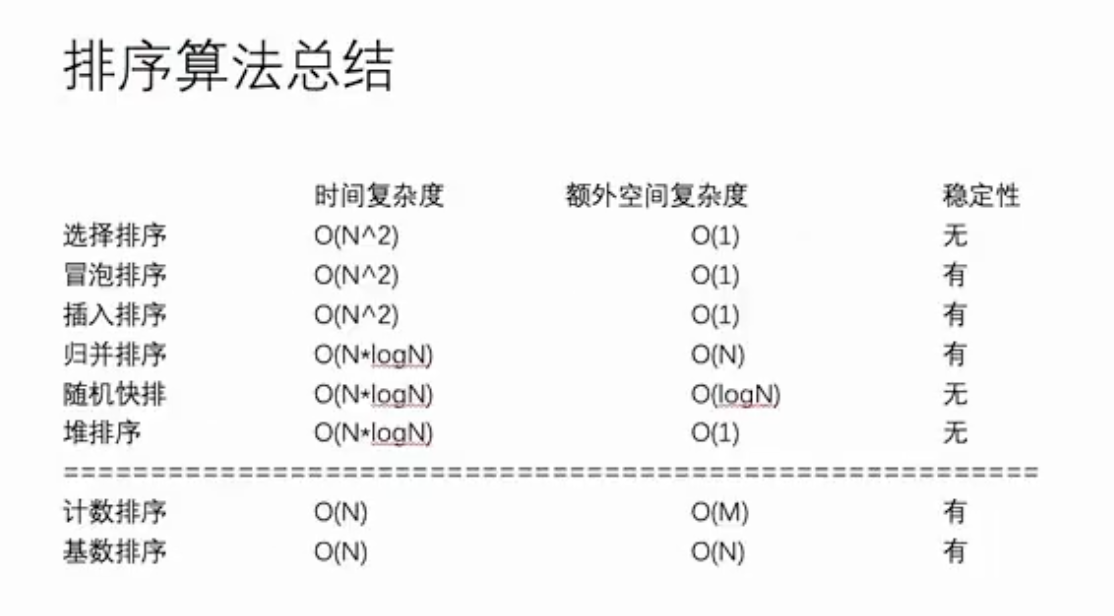 排序算法总结
时间复杂度 额外空间复杂度 稳定性
选择排序 O(N^2) O(1) 无
冒泡排序 O(N^2) O(1) 有
插入排序 O(N^2) O(1) 有
归并排序 O(N*logN) O(N) 有
随机快排 O(N*logN) O(logN) 无
堆排序 O(N*logN) O(1) 无
========================================================
计数排序 O(N) O(M) 有
基数排序 O(N) O(N) 有